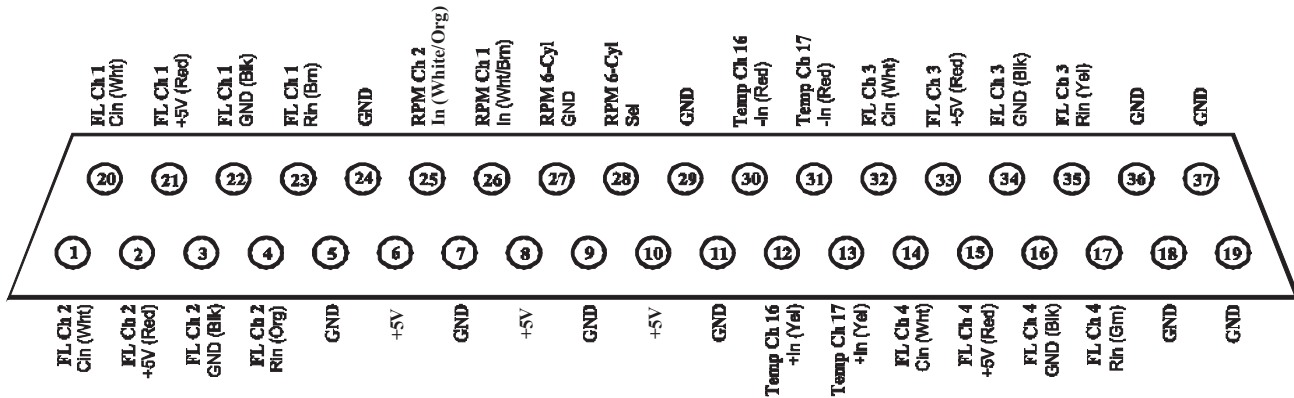 FL Ch 1
Cin (Wht)
FL Ch 1
+5V (Red)
FL Ch 1
GND (Blk)
FL Ch 1
Rin (Brn)
GND
RPM Ch 2
In (White/Org)
RPM Ch 1
In (Wht/Brn)
RPM 6-Cyl
GND
RPM 6-Cyl
Sel
GND
Temp Ch 16
-In (Red)
Temp Ch 17
-In (Red)
FL Ch 3
Cin (Wht)
FL Ch 3
+5V (Red)
FL Ch 3
GND (Blk)
FL Ch 3
Rin (Yel)
GND
GND
20 21 22 23 24 25 26 27 28 29 30 31 32 33 34 35 36 37
1 2 3 4 5 6 7 8 9 10 11 12 13 14 15 16 17 18 19
FL Ch 2
Cin (Wht)
FL Ch 2
+5V (Red)
FL Ch 2
GND (Blk)
FL Ch 2
Rin (Org)
GND
+5V
GND
+5V
GND
+5V
GND
Temp Ch 16
+In (Yel)
Temp Ch 17
+In (Yel)
FL Ch 4
Cin (Wht)
FL Ch 4
+5V (Red)
FL Ch 4
GND (Blk)
FL Ch 4
Rin (Grn)
GND
GND